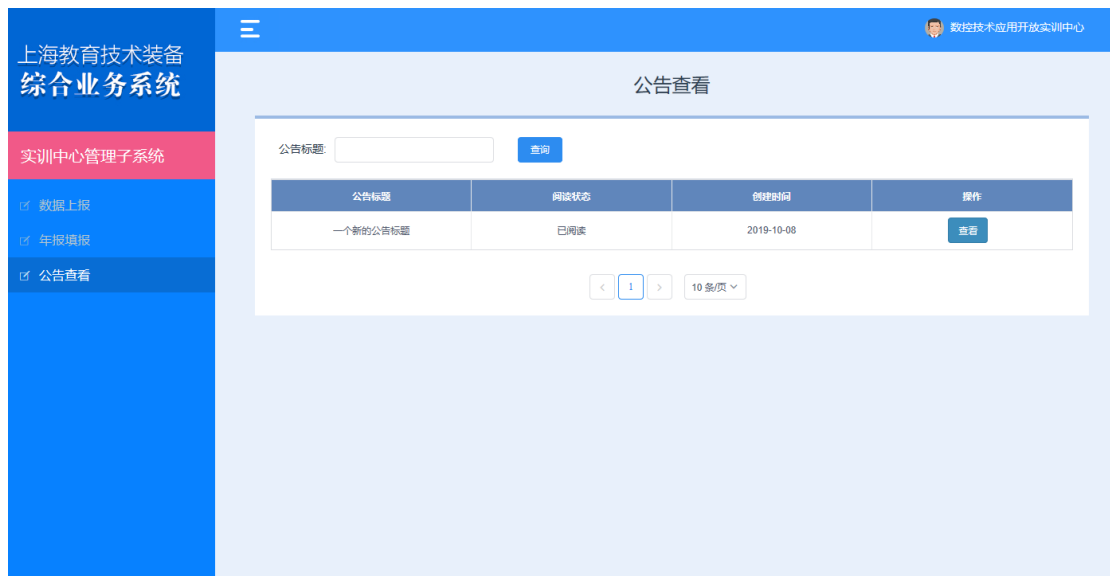 上海教育技术装备
综合业务系统
数控技术应用开放实训中心
实训中心管理子系统
数据上报
年报填报
公告查看
公告查看
公告标题:
查询
公告标题 阅读状态 创建时间 操作
一个新的公告标题 已阅读 2019-10-08 查看
1 10 条/页